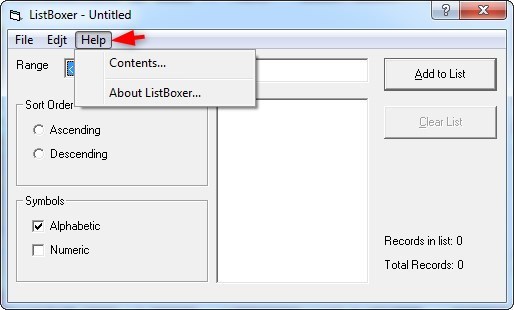 ListBoxer - Untitled
File Edjt Help
Range
Contents...
Add to List
About ListBoxer...
Sort Order
Ascending
Clear List
Descending
Symbols
Alphabetic
Numeric
Records in list: 0
Total Records: 0